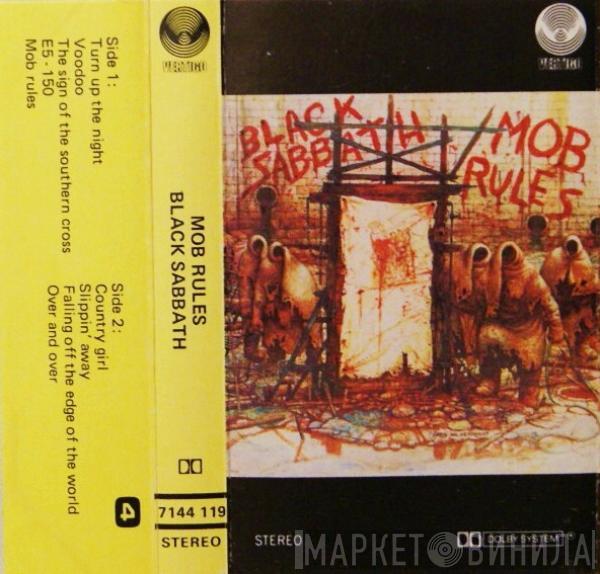 Side 1:
Turn up the night
Voodoo
The sign of the southern cross
E5 - 150
Mob rules
Side 2:
Country girl
Slippin' away
Falling off the edge of the world
Over and over
4
VERTIGO
MOB RULES
BLACK SABBATH
7144 119
STEREO
VERTIGO
BLACK
SABBATH
MOB
RULES
STEREO
DOLBY SYSTEM
МАРКЕТ ВИНИЛА